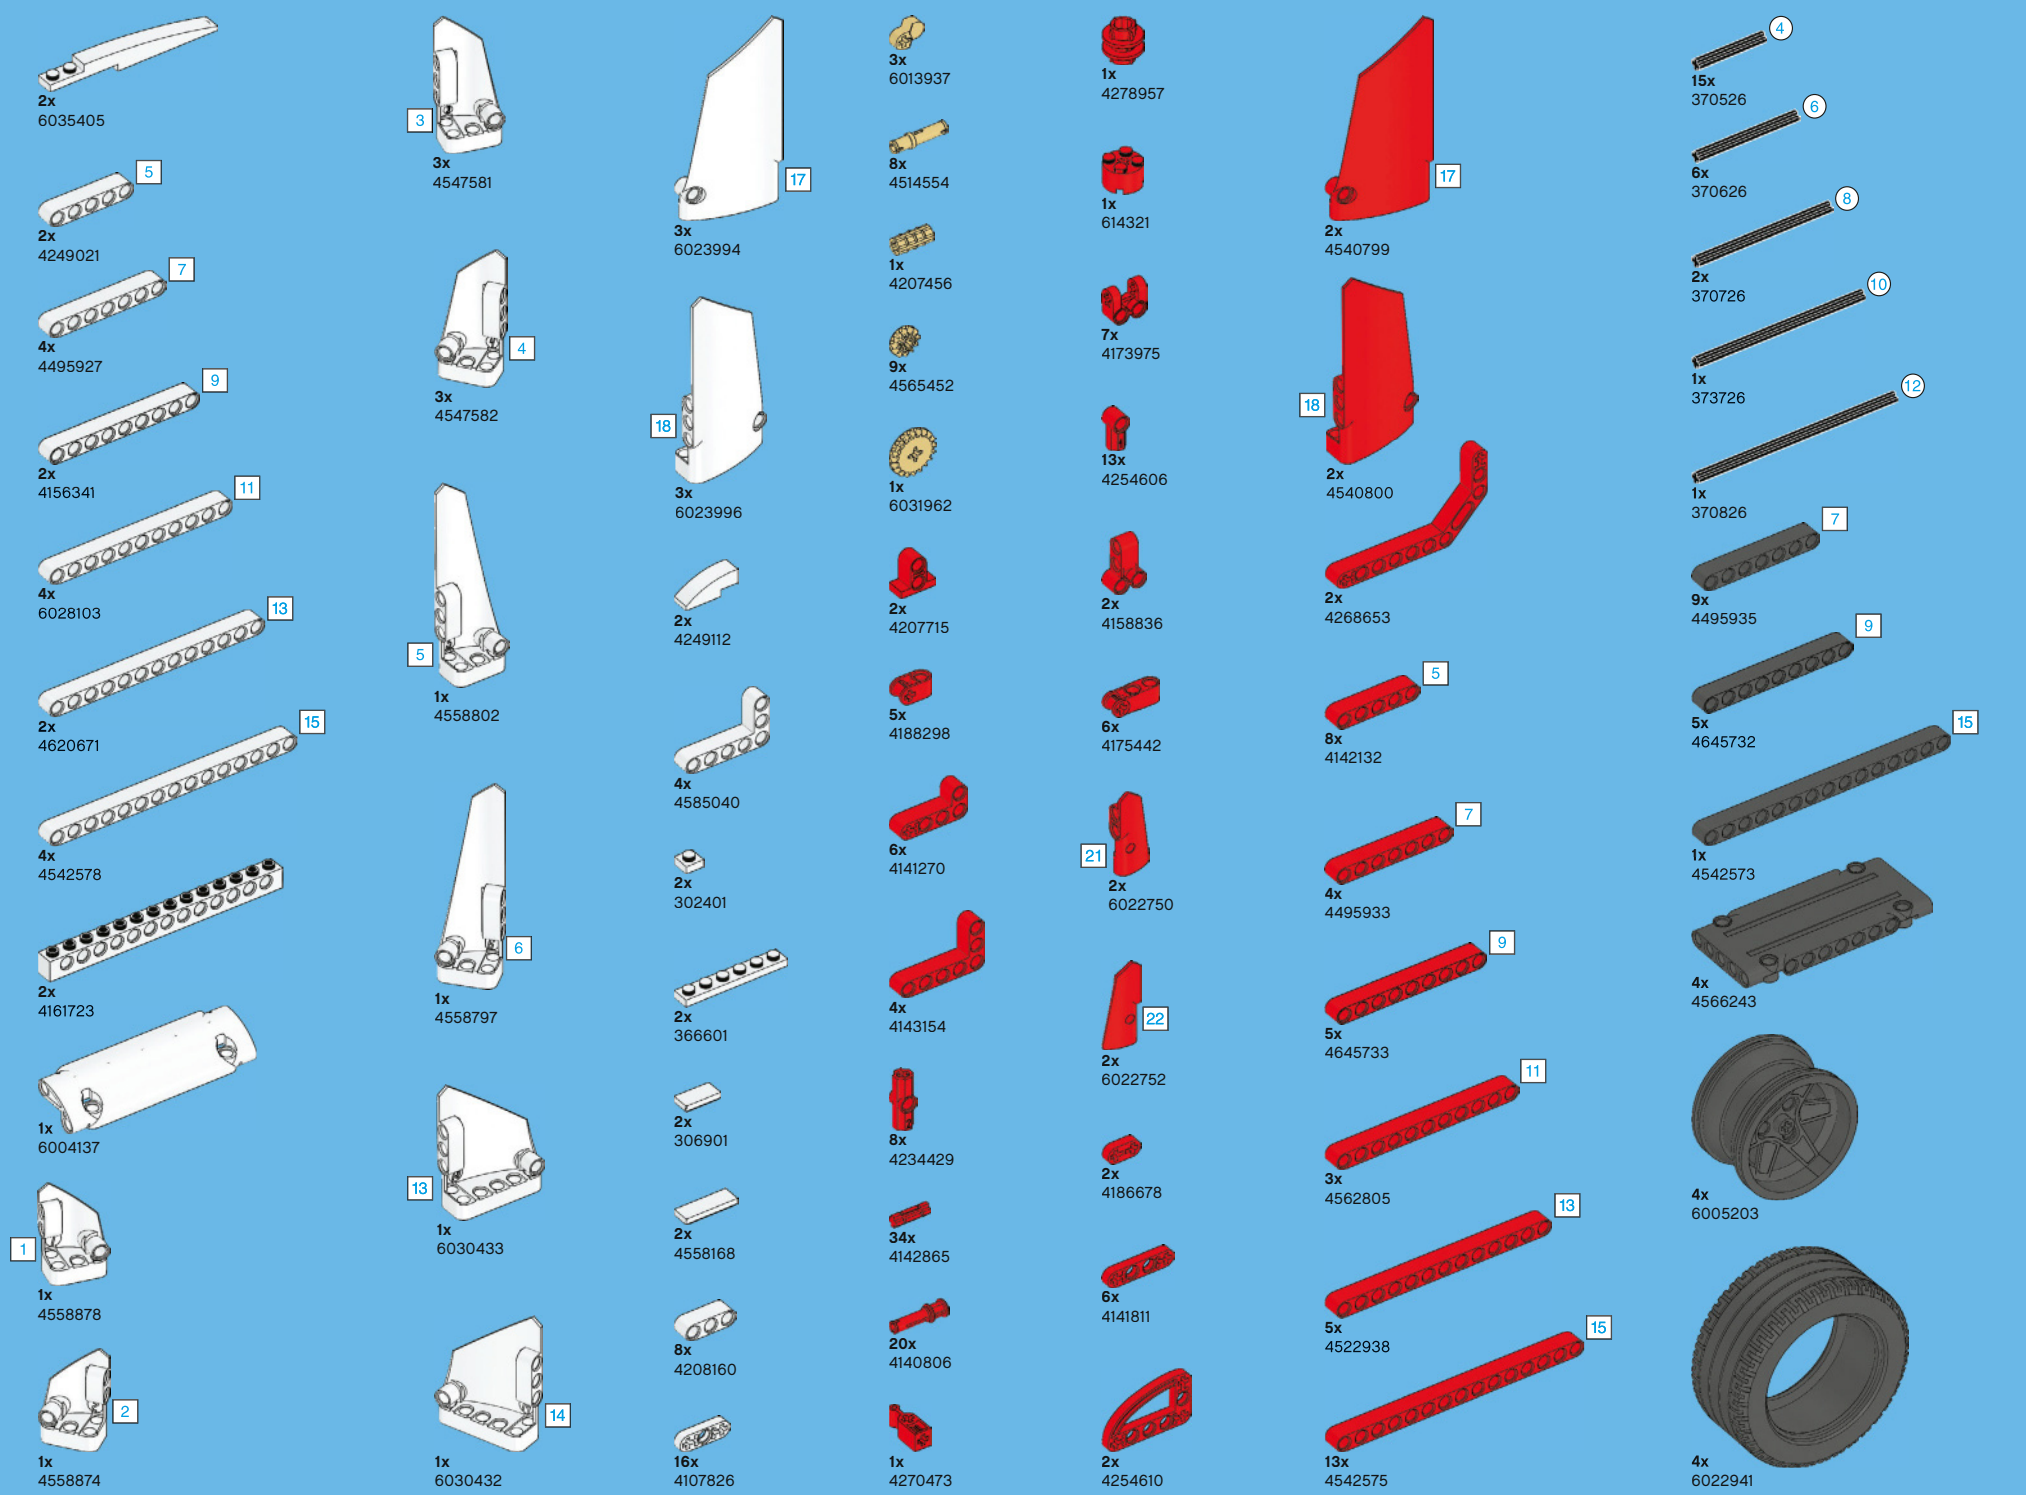 2x
6035405
5
2x
4249021
7
4x
4495927
9
2x
4156341
11
4x
6028103
13
2x
4620671
15
4x
4542578
2x
4161723
1x
6004137
1
1x
4558878
2
1x
4558874
3
3x
4547581
4
3x
4547582
5
1x
4558802
6
1x
4558797
13
1x
6030433
14
1x
6030432
17
3x
6023994
18
3x
6023996
2x
4249112
4x
4585040
2x
302401
2x
366601
2x
306901
2x
4558168
8x
4208160
16x
4107826
3x
6013937
8x
4514554
1x
4207456
9x
4565452
1x
6031962
2x
4207715
5x
4188298
6x
4141270
4x
4143154
8x
4234429
34x
4142865
20x
4140806
1x
4270473
1x
4278957
1x
614321
7x
4173975
13x
4254606
2x
4158836
6x
4175442
21
2x
6022750
22
2x
6022752
2x
4186678
6x
4141811
2x
4254610
17
2x
4540799
18
2x
4540800
2x
4268653
5
8x
4142132
7
4x
4495933
9
5x
4645733
11
3x
4562805
13
5x
4522938
15
13x
4542575
4
15x
370526
6
6x
370626
8
2x
370726
10
1x
373726
12
1x
370826
7
9x
4495935
9
5x
4645732
15
1x
4542573
4x
4566243
4x
6005203
4x
6022941